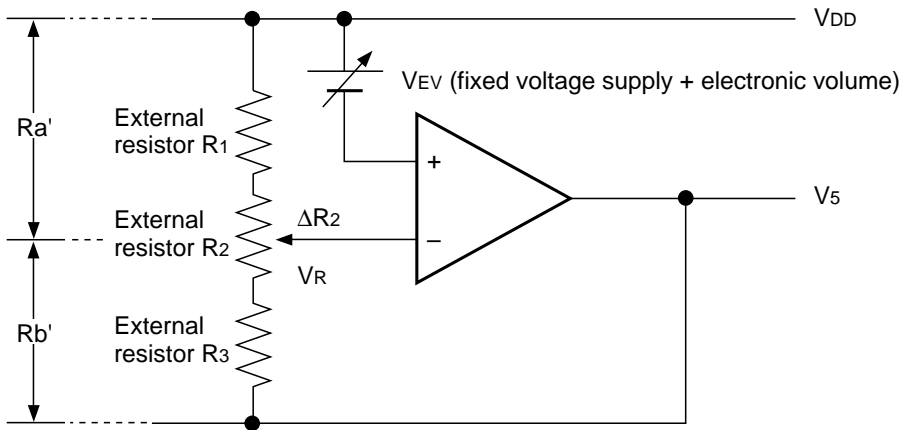 VDD
VEV (fixed voltage supply + electronic volume)
Ra'
External
resistor R1
+
V5
External
resistor R2
ΔR2
−
VR
Rb'
External
resistor R3